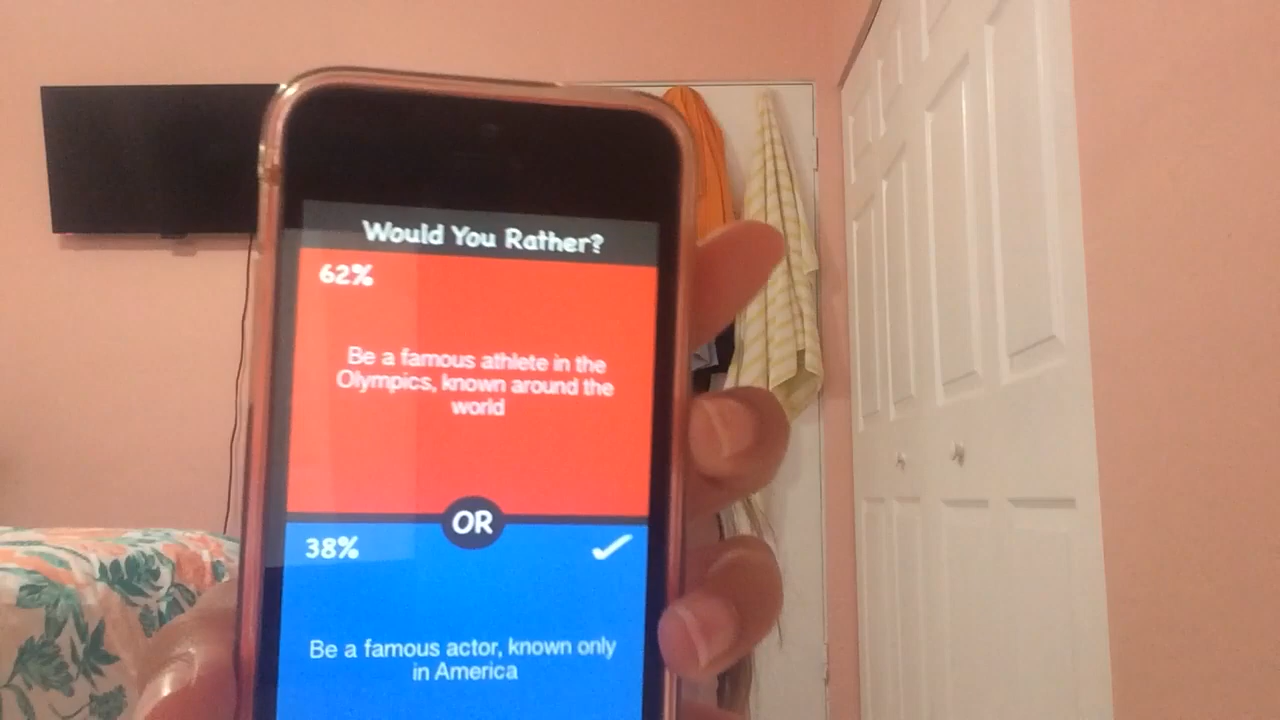 Would You Rather?
62%
Be a famous athlete in the
Olympics, known around the
world
OR
38%
Be a famous actor, known only
in America